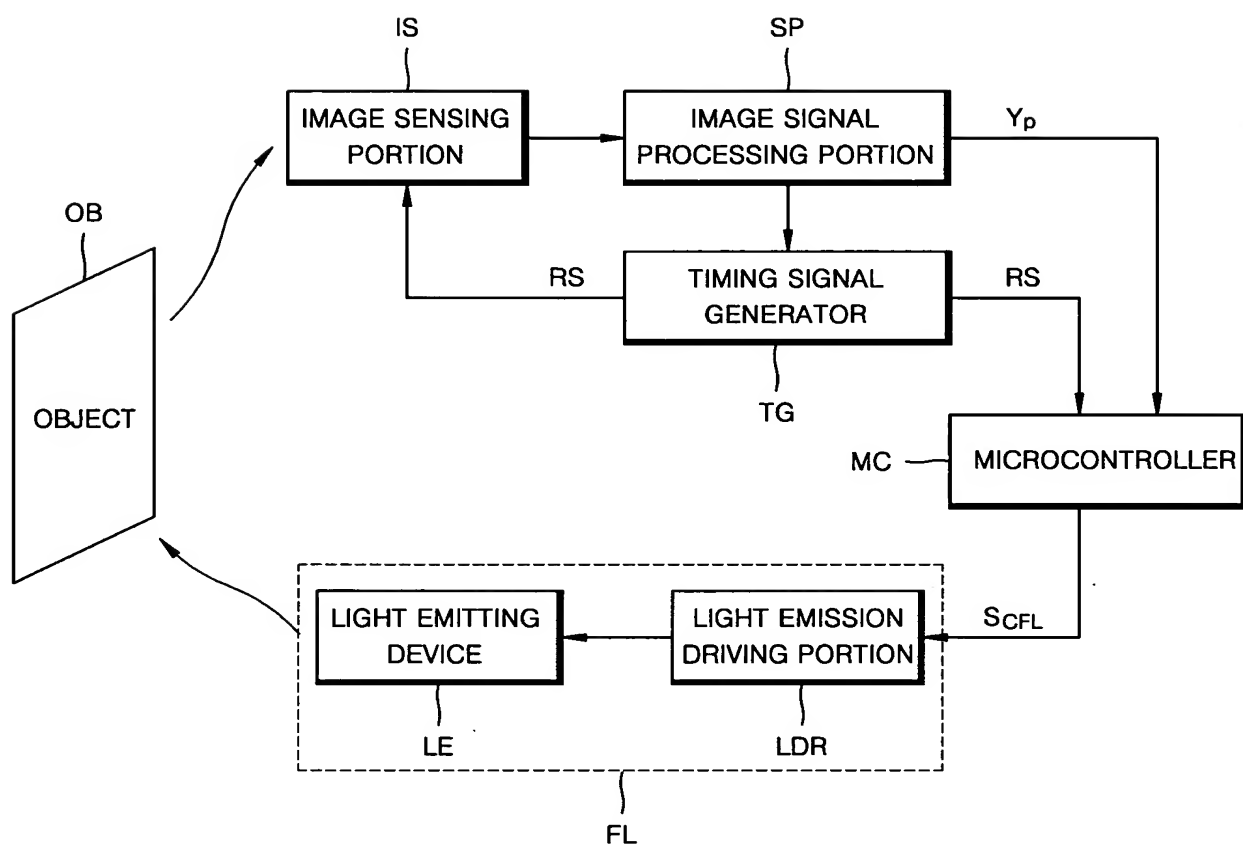 IS
SP
IMAGE SENSING
PORTION
IMAGE SIGNAL
PROCESSING PORTION
Yp
OB
RS
TIMING SIGNAL
GENERATOR
RS
TG
OBJECT
MC
MICROCONTROLLER
LIGHT EMITTING
DEVICE
LIGHT EMISSION
DRIVING PORTION
SCFL
LE
LDR
FL